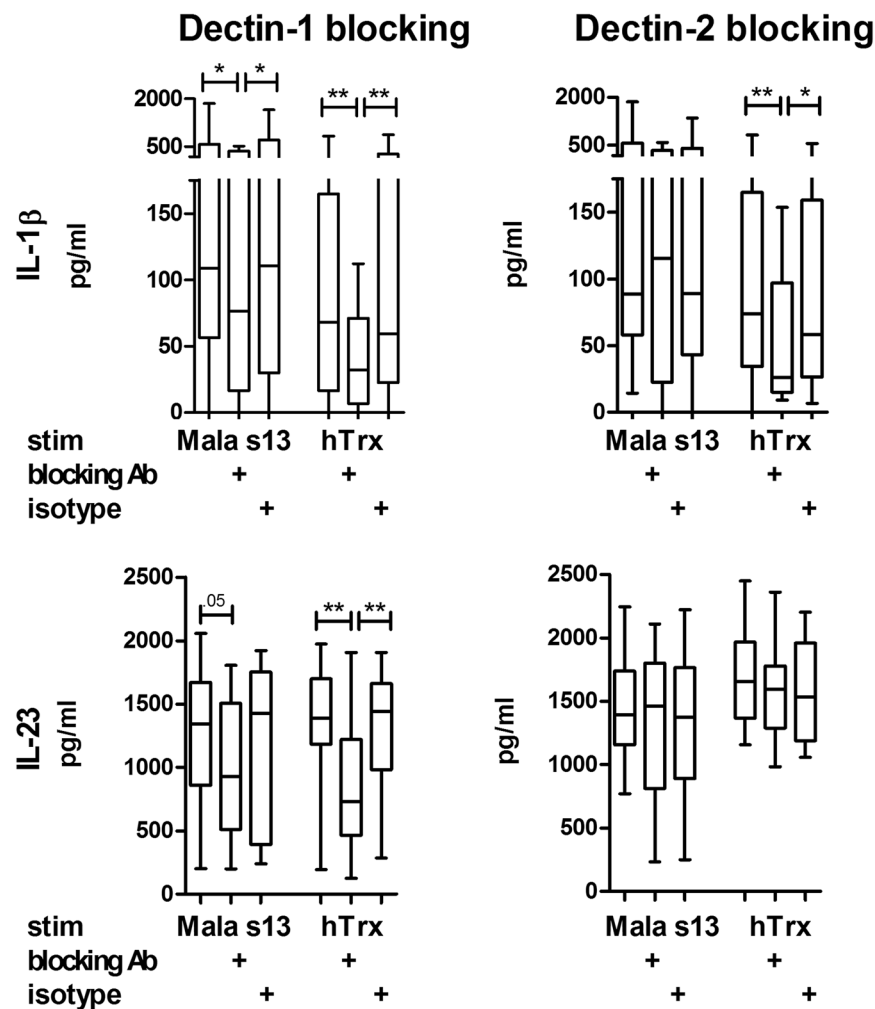 Dectin-1 blocking Dectin-2 blocking
* * ** ** ** *
2000 2000
500 500
150 150
100 100
50 50
0 0
IL-1β pg/ml pg/ml
stim Mala s13 hTrx Mala s13 hTrx
blocking Ab + + + +
isotype + + + +
2500 2500
.05 ** **
2000 2000
1500 1500
1000 1000
500 500
0 0
IL-23 pg/ml pg/ml
stim Mala s13 hTrx Mala s13 hTrx
blocking Ab + + + +
isotype + + + +